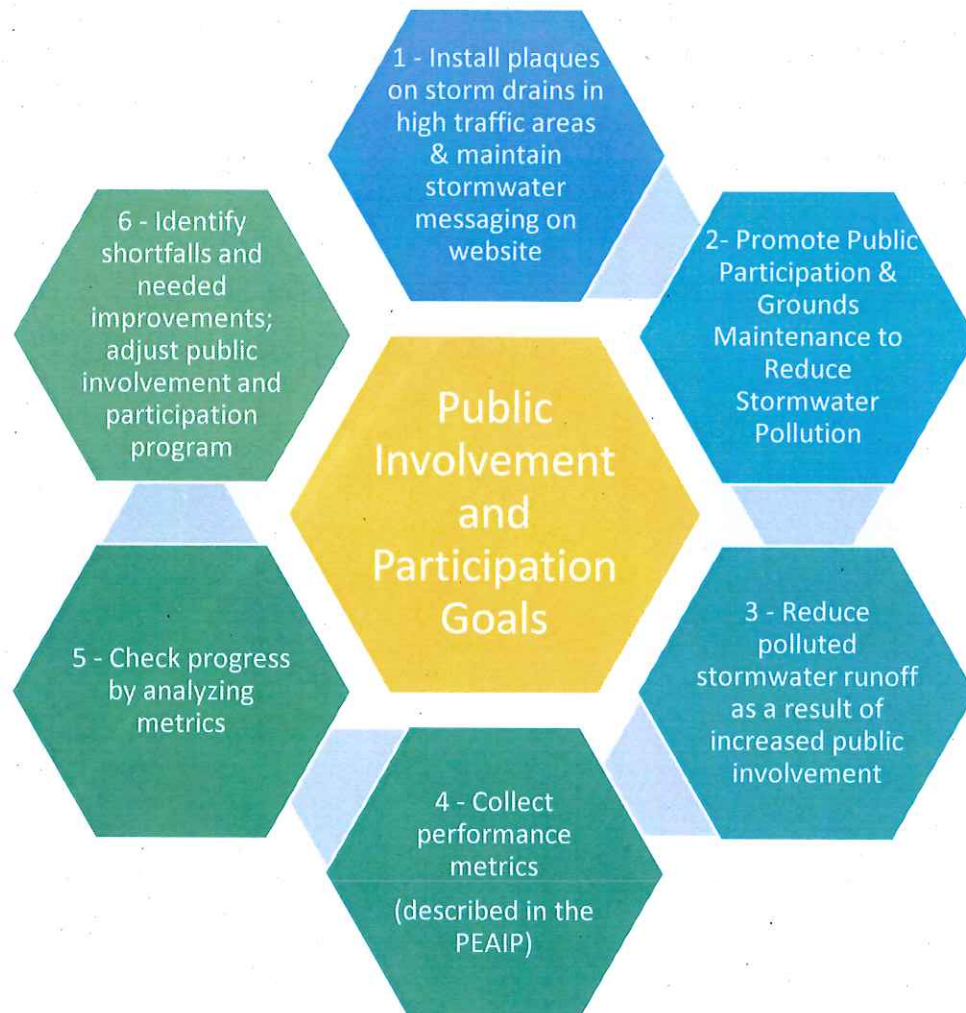 1 - Install plaques
on storm drains in
high traffic areas
& maintain
stormwater
messaging on
website
2- Promote Public
Participation &
Grounds
Maintenance to
Reduce
Stormwater
Pollution
3 - Reduce
polluted
stormwater runoff
as a result of
increased public
involvement
4 - Collect
performance
metrics
(described in the
PEAIP)
5 - Check progress
by analyzing
metrics
6 - Identify
shortfalls and
needed
improvements;
adjust public
involvement and
participation
program
Public
Involvement
and
Participation
Goals